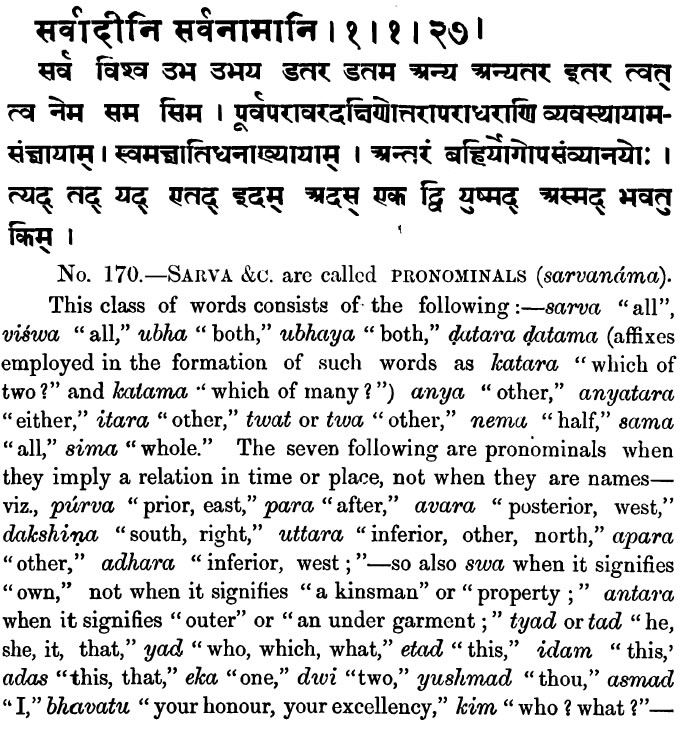 सर्वादीनि सर्वनामानि । १ । १ । २७ ।
सर्व विश्व उभ उभय डतर डतम अन्य अन्यतर इतर त्वत्
त्व नेम सम सिम । पूर्वपरावरदक्षिणोत्तरापराधराणि व्यवस्थायाम-
संज्ञायाम् । स्वमज्ञातिधनाख्यायाम् । अन्तरं बहिर्योगोपसंव्यानयोः ।
त्यद् तद् यद् एतद् इदम् अदस् एक द्वि युष्मद् अस्मद् भवतु
किम् ।
No. 170.—SARVA &c. are called PRONOMINALS (sarvanáma).
This class of words consists of the following :—sarva “all”,
viśwa “all,” ubha “both,” ubhaya “both,” ḍatara ḍatama (affixes
employed in the formation of such words as katara “which of
two?” and katama “which of many?”) anya “other,” anyatara
“either,” itara “other,” twat or twa “other,” nema “half,” sama
“all,” sima “whole.” The seven following are pronominals when
they imply a relation in time or place, not when they are names—
viz., púrva “prior, east,” para “after,” avara “posterior, west,”
dakshiṇa “south, right,” uttara “inferior, other, north,” apara
“other,” adhara “inferior, west ;”—so also swa when it signifies
“own,” not when it signifies “a kinsman” or “property ;” antara
when it signifies “outer” or “an under garment ;” tyad or tad “he,
she, it, that,” yad “who, which, what,” etad “this,” idam “this,’
adas “this, that,” eka “one,” dwi “two,” yushmad “thou,” asmad
“I,” bhavatu “your honour, your excellency,” kim “who ? what ?”—